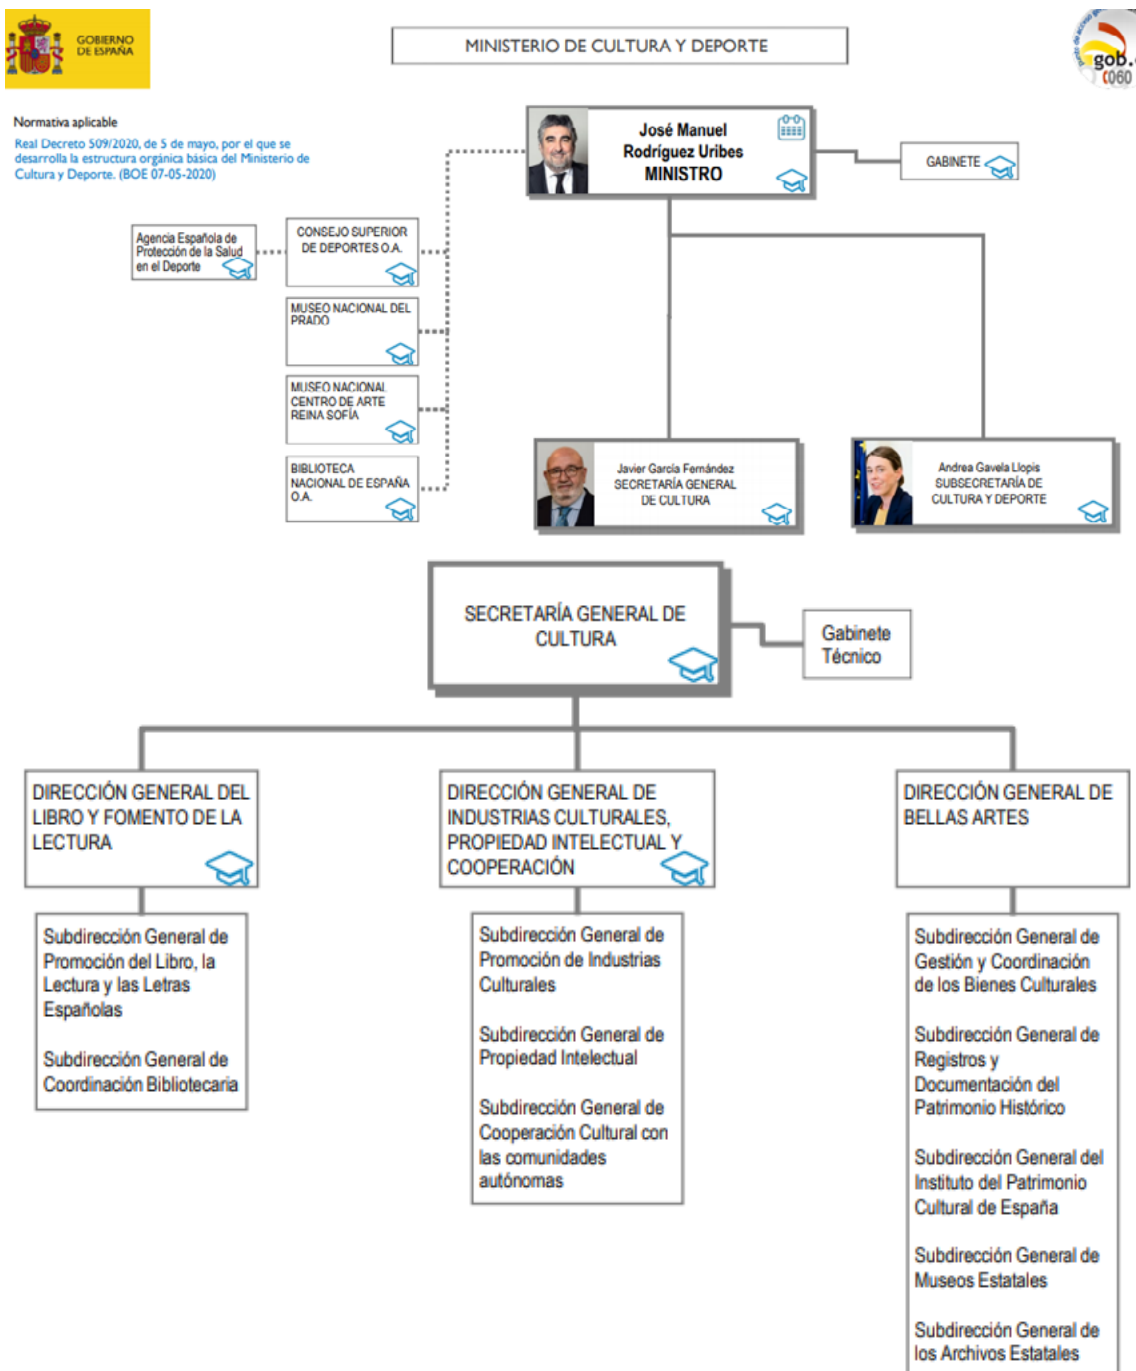 GOBIERNO
DE ESPAÑA
MINISTERIO DE CULTURA Y DEPORTE
gob.
060
Normativa aplicable
Real Decreto 509/2020, de 5 de mayo, por el que se
desarrolla la estructura orgánica básica del Ministerio de
Cultura y Deporte. (BOE 07-05-2020)
José Manuel
Rodríguez Uribes
MINISTRO
GABINETE
Agencia Española de
Protección de la Salud
en el Deporte
CONSEJO SUPERIOR
DE DEPORTES O.A.
MUSEO NACIONAL DEL
PRADO
MUSEO NACIONAL
CENTRO DE ARTE
REINA SOFÍA
BIBLIOTECA
NACIONAL DE ESPAÑA
O.A.
Javier García Fernández
SECRETARÍA GENERAL
DE CULTURA
Andrea Gavela Llopis
SUBSECRETARÍA DE
CULTURA Y DEPORTE
SECRETARÍA GENERAL DE
CULTURA
Gabinete
Técnico
DIRECCIÓN GENERAL DEL
LIBRO Y FOMENTO DE LA
LECTURA
Subdirección General de
Promoción del Libro, la
Lectura y las Letras
Españolas
Subdirección General de
Coordinación Bibliotecaria
DIRECCIÓN GENERAL DE
INDUSTRIAS CULTURALES,
PROPIEDAD INTELECTUAL Y
COOPERACIÓN
Subdirección General de
Promoción de Industrias
Culturales
Subdirección General de
Propiedad Intelectual
Subdirección General de
Cooperación Cultural con
las comunidades
autónomas
DIRECCIÓN GENERAL DE
BELLAS ARTES
Subdirección General de
Gestión y Coordinación
de los Bienes Culturales
Subdirección General de
Registros y
Documentación del
Patrimonio Histórico
Subdirección General del
Instituto del Patrimonio
Cultural de España
Subdirección General de
Museos Estatales
Subdirección General de
los Archivos Estatales